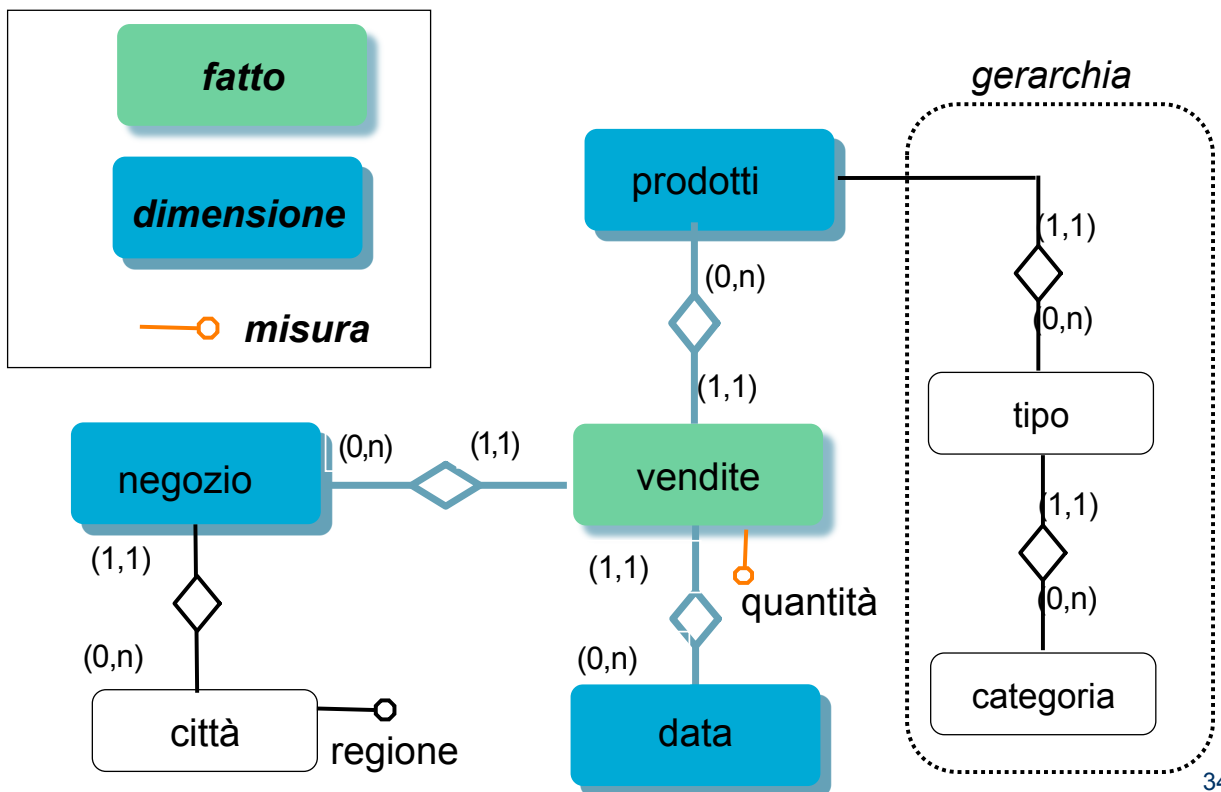 fatto
dimensione
misura
gerarchia
prodotti
(0,n)
(1,1)
(1,1)
(0,n)
tipo
(1,1)
(0,n)
categoria
negozio
(0,n)
(1,1)
vendite
quantità
(1,1)
(0,n)
data
(1,1)
(0,n)
città
regione
34